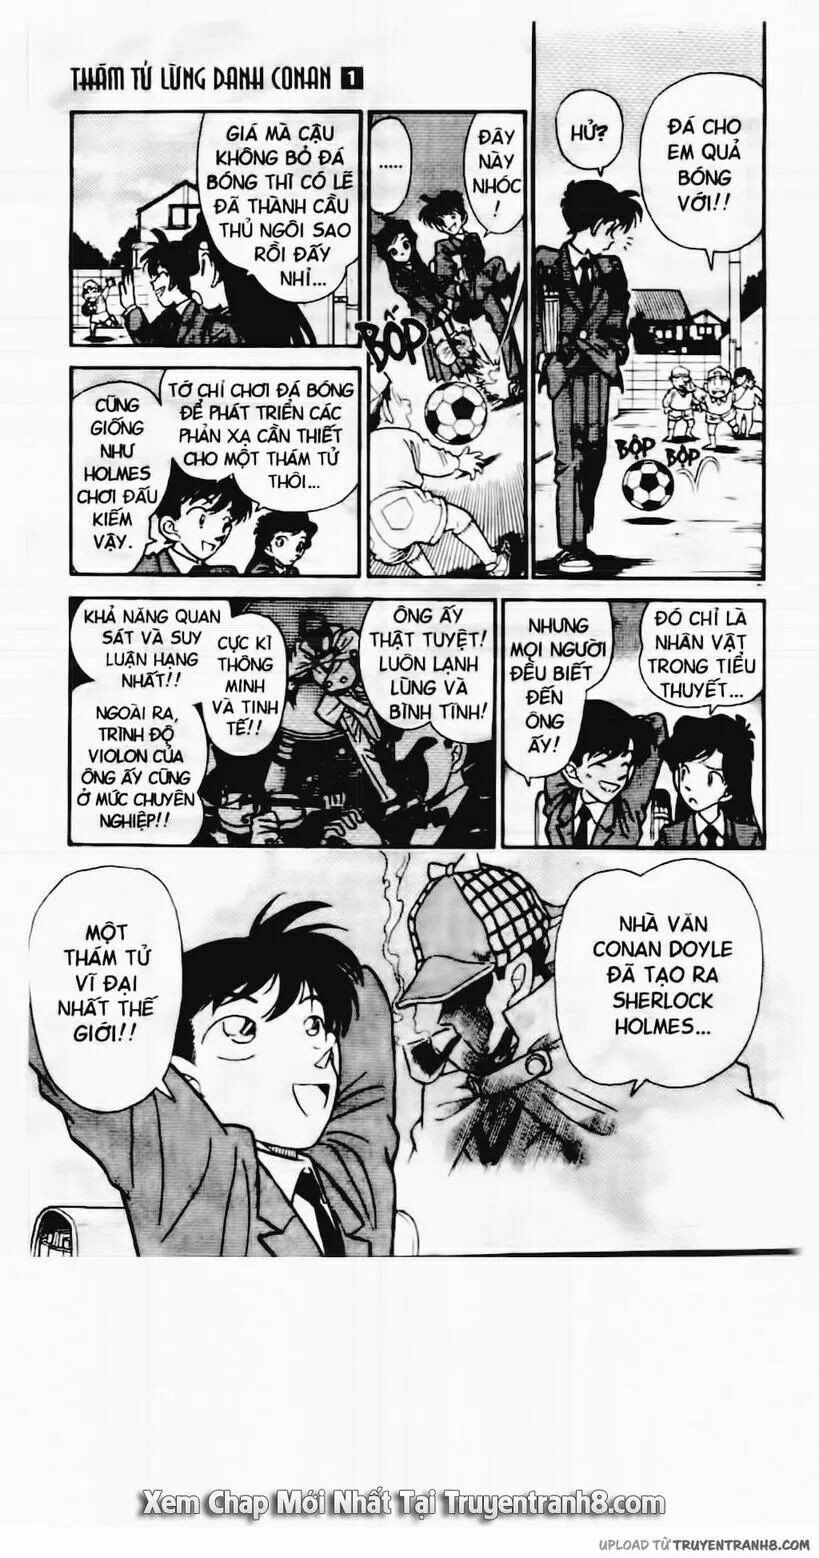 THÁM TỬ LỪNG DANH CONAN 1
ĐÁ CHO
EM QUẢ
BÓNG
VỚI!!
HỬ?
BỘP
BỘP
ĐÂY
NÀY
NHÓC
!
.....
BỐP
GIÁ MÀ CẬU
KHÔNG BỎ ĐÁ
BÓNG THÌ CÓ LẼ
ĐÃ THÀNH CẦU
THỦ NGÔI SAO
RỒI ĐẤY
NHỈ...
TỚ CHỈ CHƠI ĐÁ BÓNG
ĐỂ PHÁT TRIỂN CÁC
PHẢN XẠ CẦN THIẾT
CHO MỘT THÁM TỬ
THÔI...
CŨNG
GIỐNG
NHƯ
HOLMES
CHƠI ĐẤU
KIẾM
VẬY.
ĐÓ CHỈ LÀ
NHÂN VẬT
TRONG TIỂU
THUYẾT...
NHƯNG
MỌI NGƯỜI
ĐỀU BIẾT
ĐẾN
ÔNG
ẤY!
ÔNG ẤY
THẬT TUYỆT!
LUÔN LẠNH
LÙNG VÀ
BÌNH TĨNH!
CỰC KÌ
THÔNG
MINH
VÀ TINH
TẾ!!
KHẢ NĂNG QUAN
SÁT VÀ SUY
LUẬN HẠNG
NHẤT!!
NGOÀI RA,
TRÌNH ĐỘ
VIOLON CỦA
ÔNG ẤY CŨNG
Ở MỨC CHUYÊN
NGHIỆP!!
NHÀ VĂN
CONAN DOYLE
ĐÃ TẠO RA
SHERLOCK
HOLMES...
MỘT
THÁM TỬ
VĨ ĐẠI
NHẤT THẾ
GIỚI!!
Xem Chap Mới Nhất Tại Truyentranh8.com
UPLOAD TỪ TRUYENTRANH8.COM